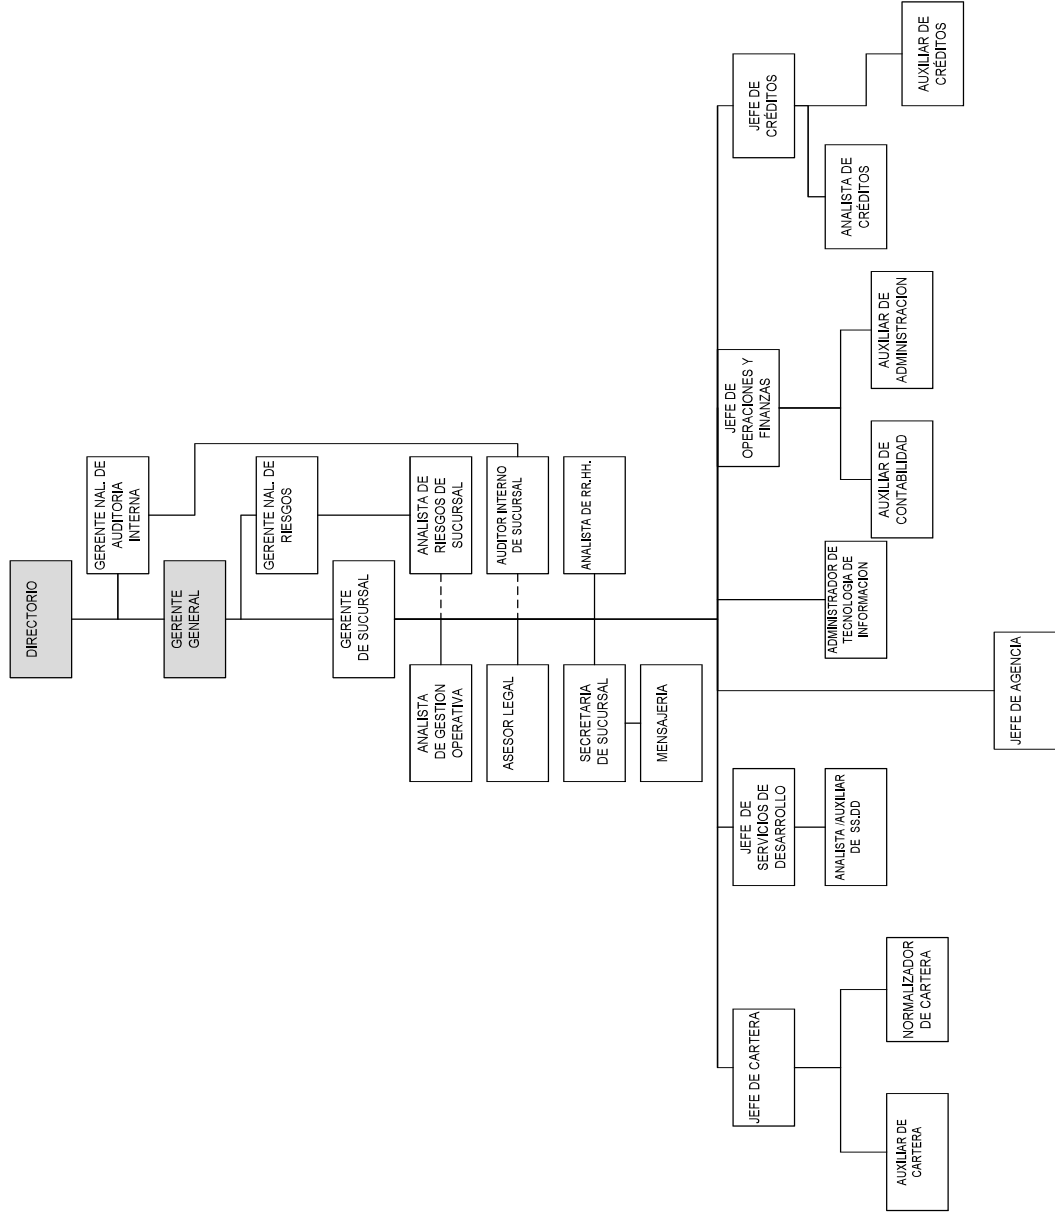 DIRECTORIO
GERENTE NAL. DE
AUDITORIA
INTERNA
GERENTE
GENERAL
GERENTE NAL. DE
RIESGOS
GERENTE
DE SUCURSAL
ANALISTA
DE GESTION
OPERATIVA
ANALISTA DE
RIESGOS DE
SUCURSAL
ASESOR LEGAL
AUDITOR INTERNO
DE SUCURSAL
SECRETARIA
DE SUCURSAL
ANALISTA DE RR.HH.
MENSAJERIA
JEFE DE CARTERA
JEFE DE
SERVICIOS DE
DESARROLLO
JEFE DE
OPERACIONES Y
FINANZAS
JEFE DE
CRÉDITOS
ANALISTA /AUXILIAR
DE SS.DD
ADMINISTRADOR DE
TECNOLOGIA DE
INFORMACION
ANALISTA DE
CRÉDITOS
AUXILIAR DE
CARTERA
NORMALIZADOR
DE CARTERA
AUXILIAR DE
CONTABILIDAD
AUXILIAR DE
ADMINISTRACION
AUXILIAR DE
CRÉDITOS
JEFE DE AGENCIA